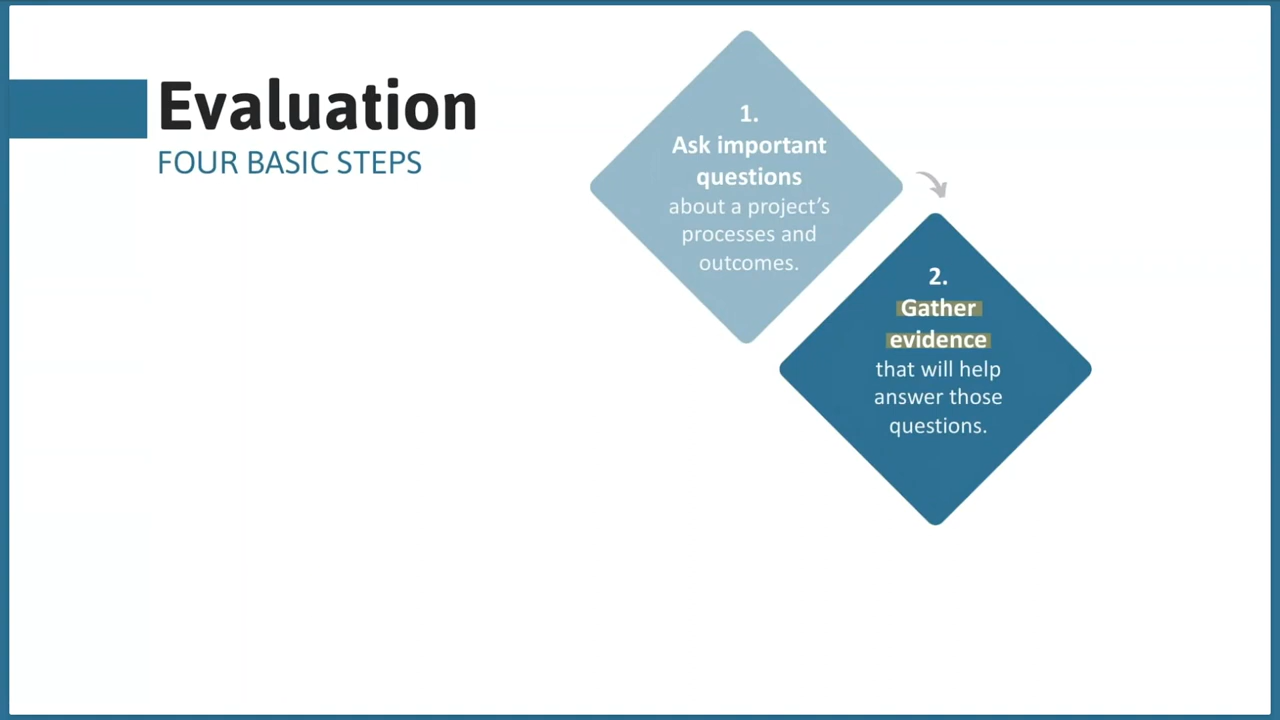 Evaluation
FOUR BASIC STEPS
1.
Ask important
questions
about a project’s
processes and
outcomes.
2.
Gather
evidence
that will help
answer those
questions.